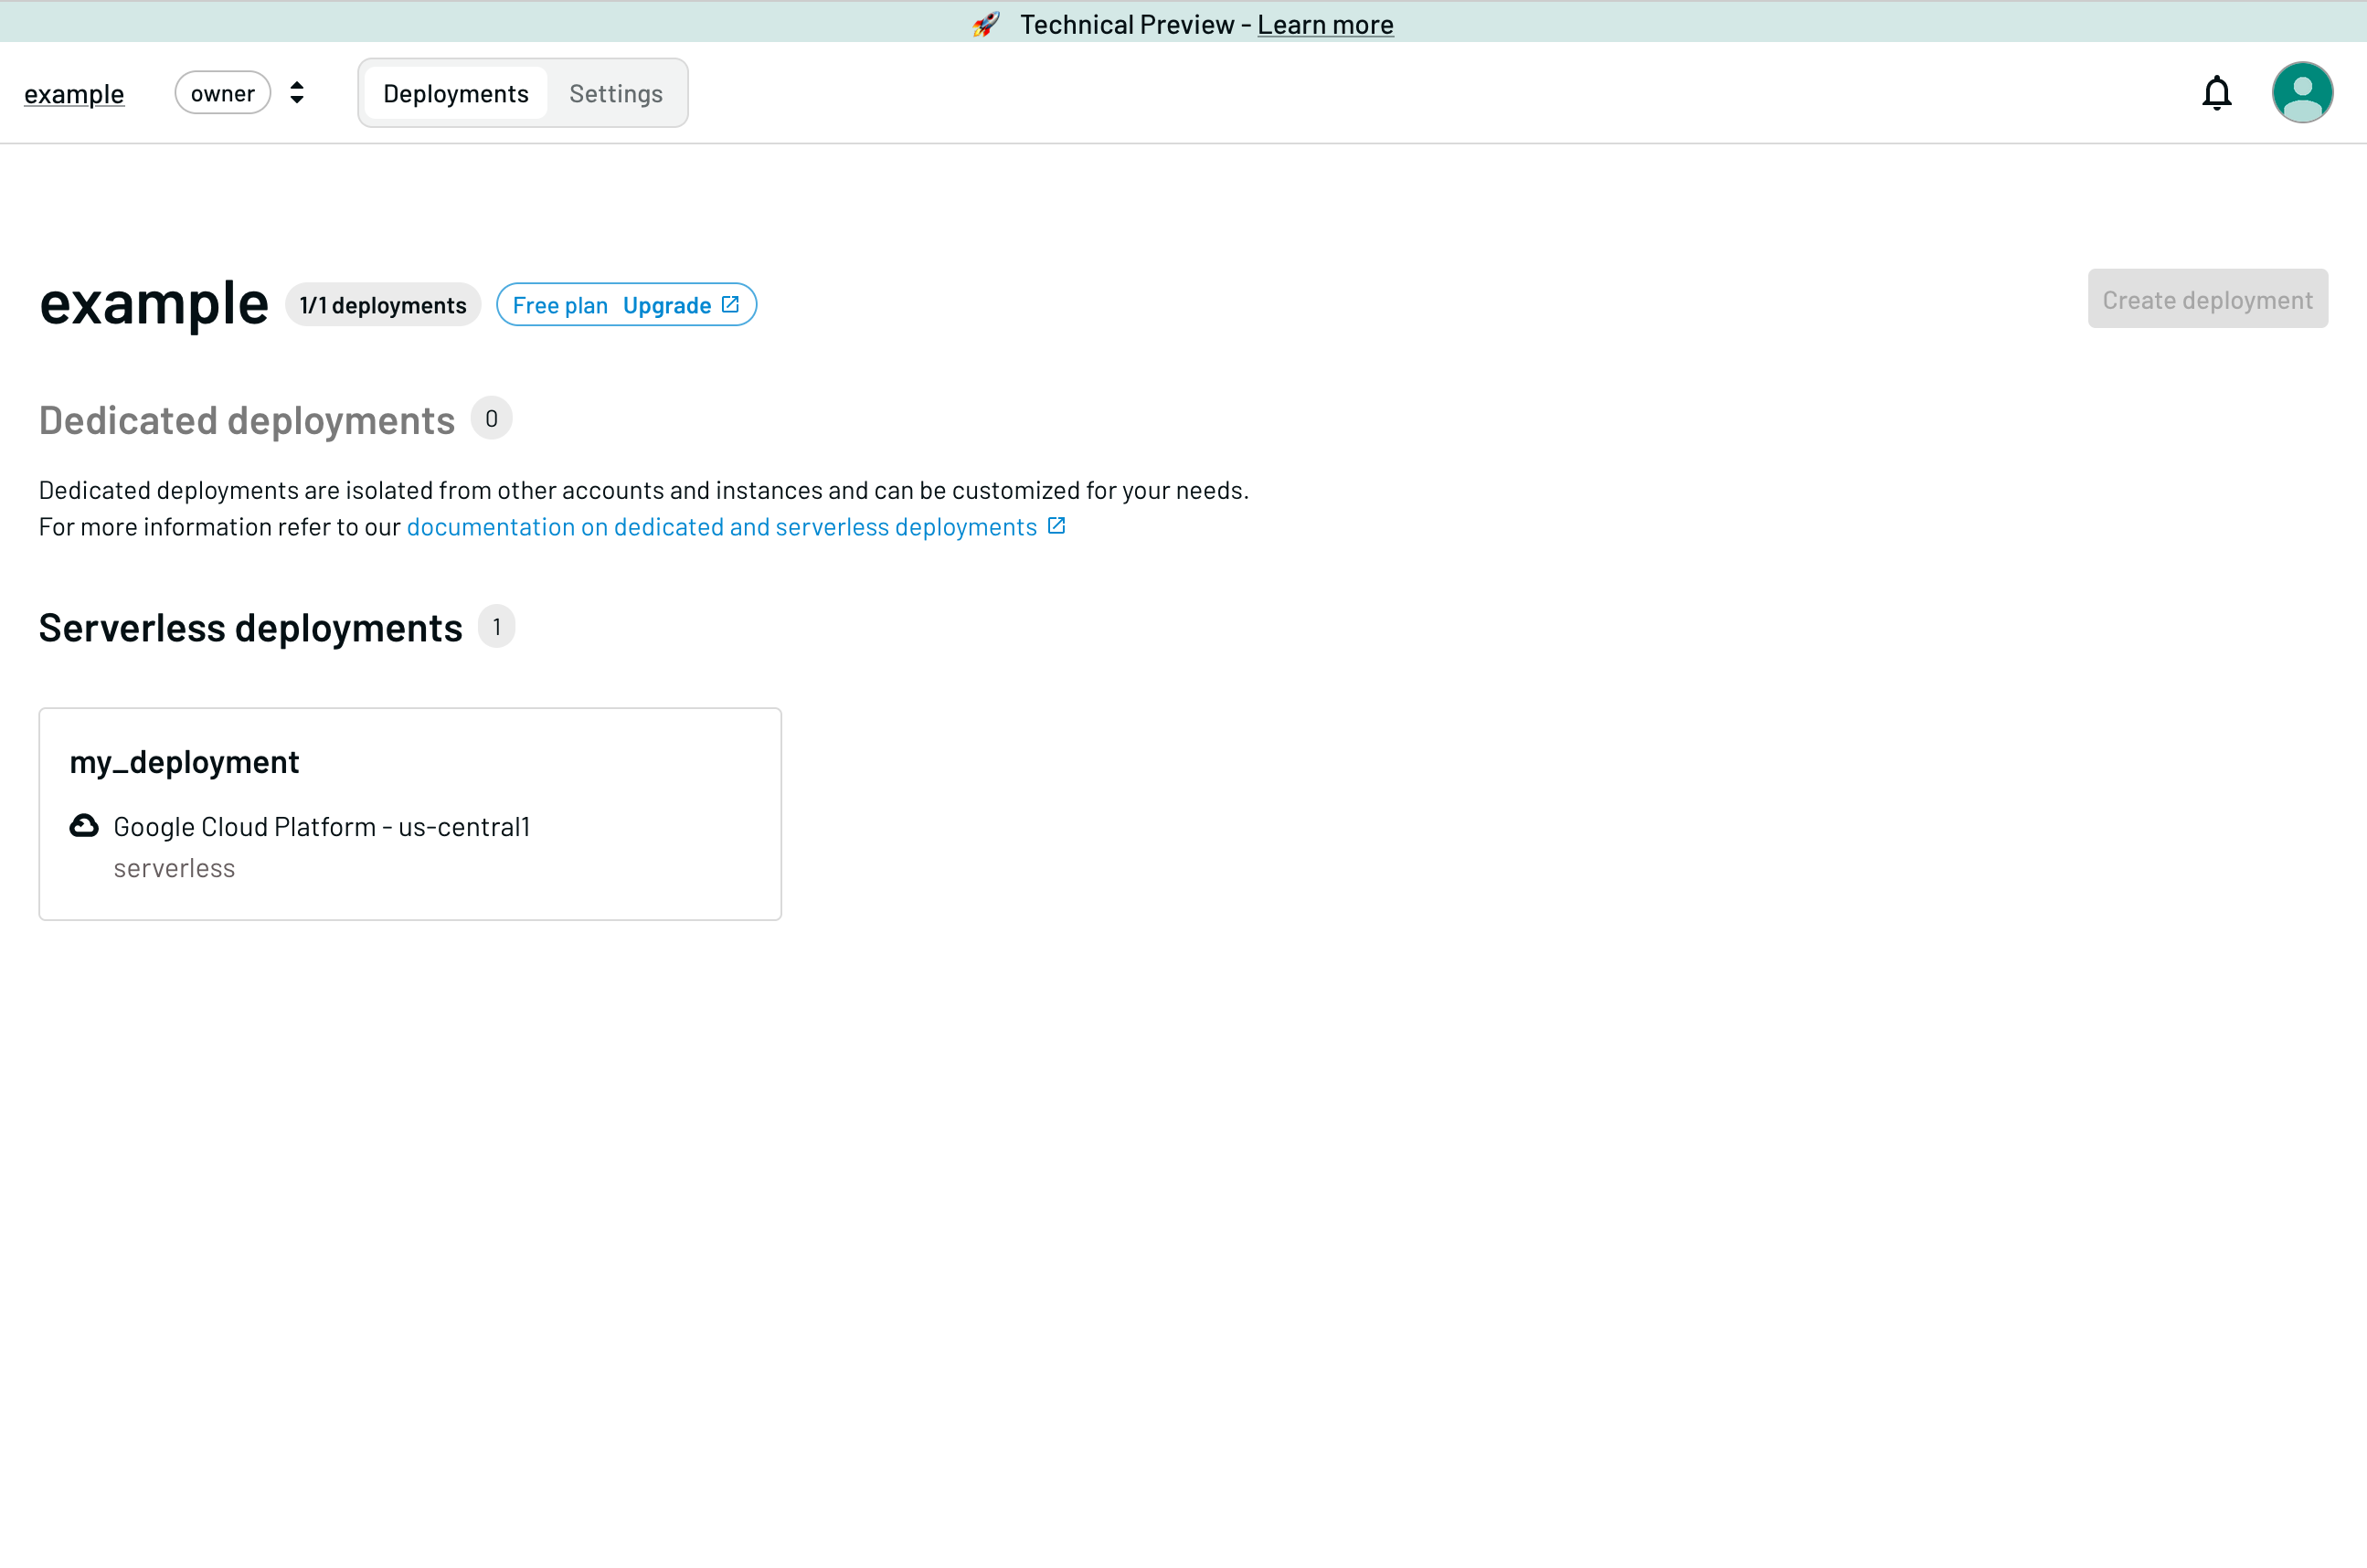 🚀 Technical Preview - Learn more
example owner Deployments Settings
example 1/1 deployments Free plan Upgrade Create deployment
Dedicated deployments 0
Dedicated deployments are isolated from other accounts and instances and can be customized for your needs.
For more information refer to our documentation on dedicated and serverless deployments
Serverless deployments 1
my_deployment
Google Cloud Platform - us-central1
serverless